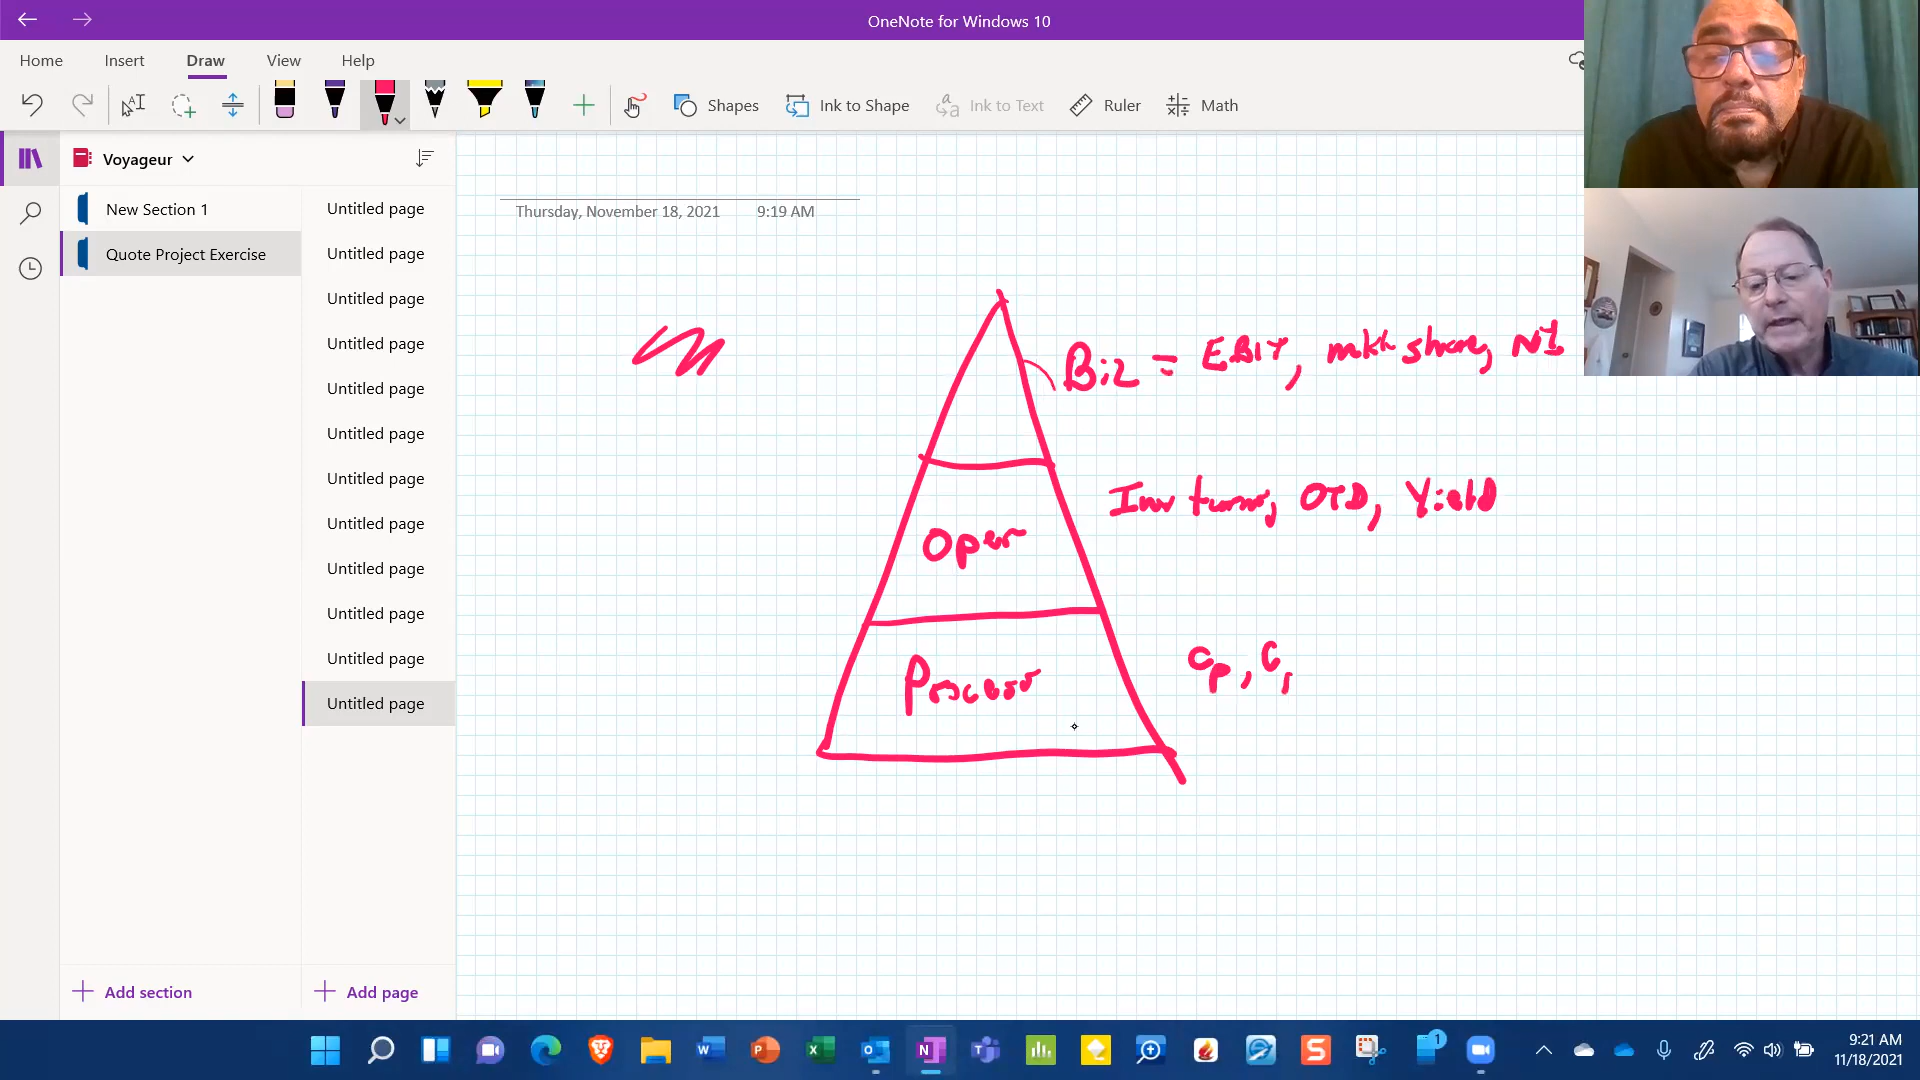 OneNote for Windows 10
Home Insert Draw View Help
Shapes Ink to Shape Ink to Text Ruler Math
Voyageur
New Section 1
Quote Project Exercise
Untitled page
Untitled page
Untitled page
Untitled page
Untitled page
Untitled page
Untitled page
Untitled page
Untitled page
Untitled page
Untitled page
Untitled page
Add section
Add page
Thursday, November 18, 2021 9:19 AM
Biz = EBIT, mkt share, NI
Inv turns, OTD, Yield
Oper
Process
Cp, C
9:21 AM
11/18/2021